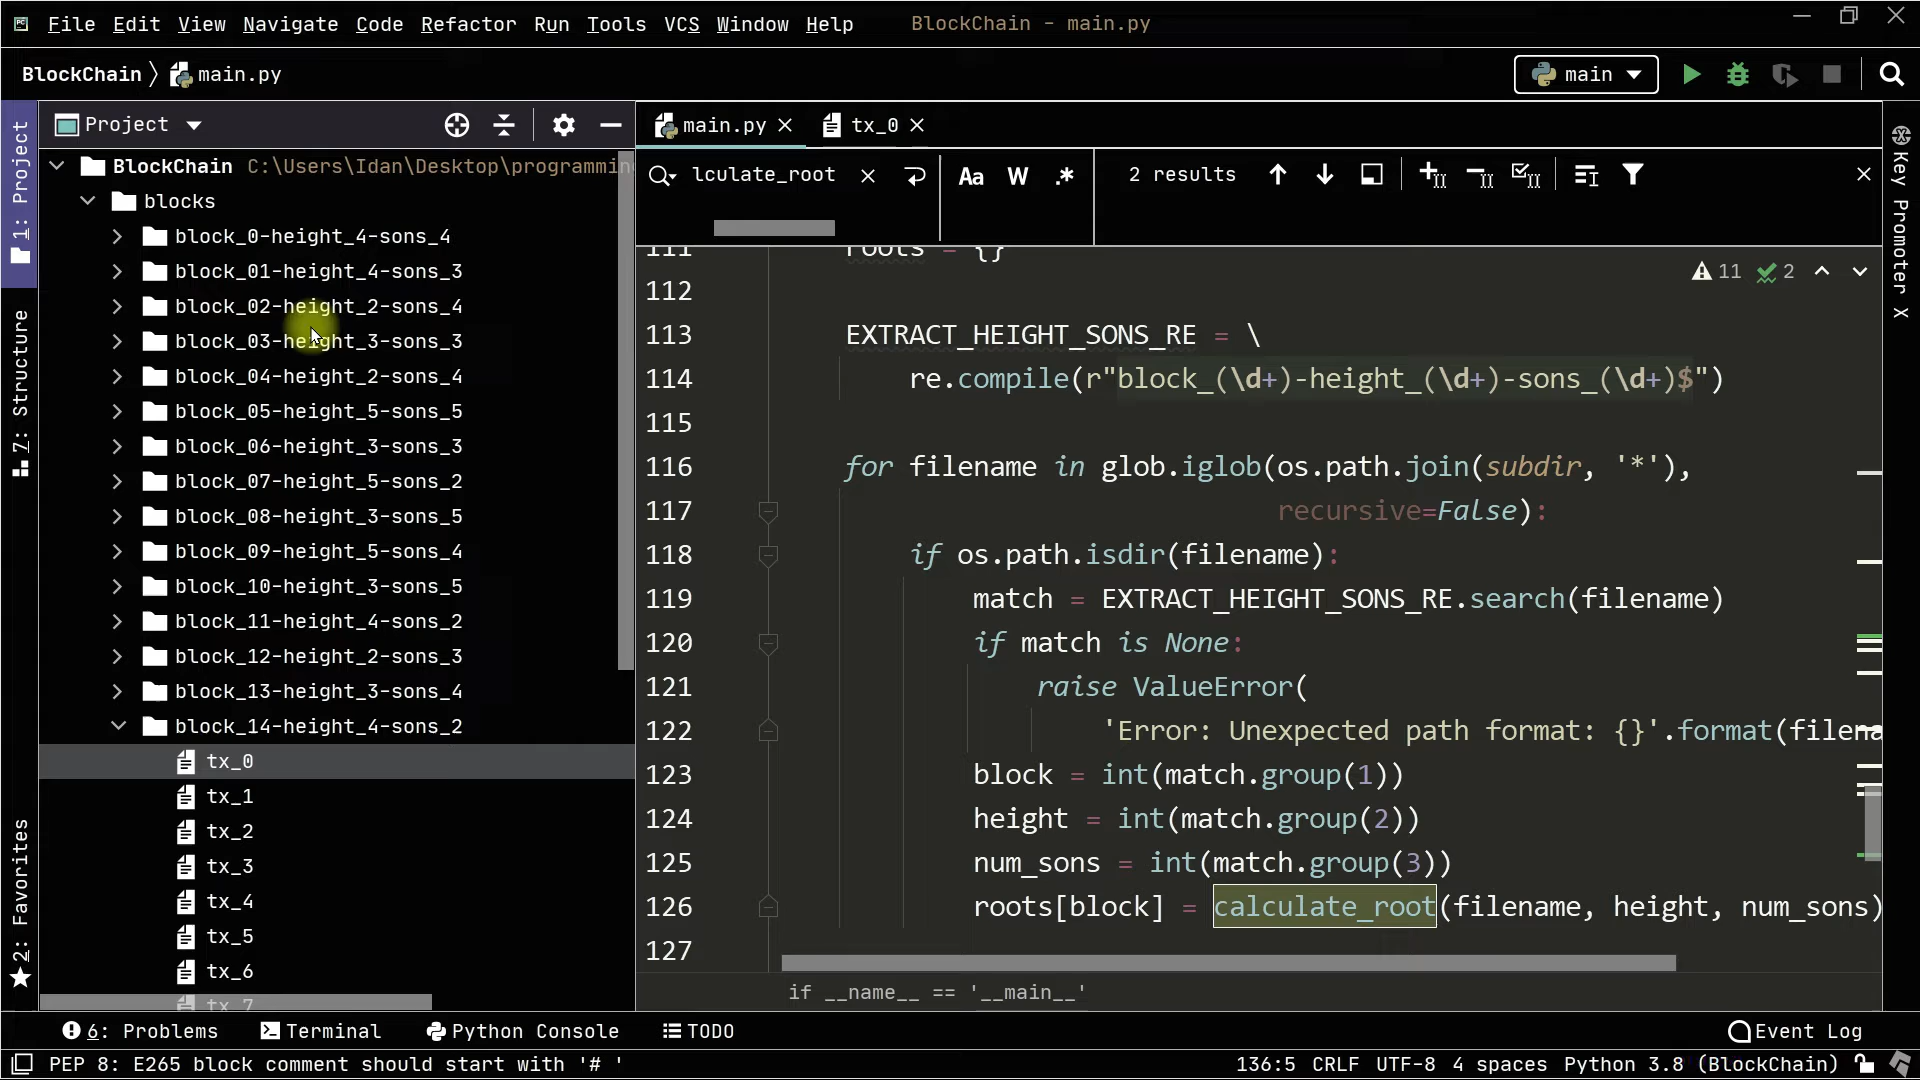 File Edit View Navigate Code Refactor Run Tools VCS Window Help BlockChain - main.py
BlockChain main.py
main
1: Project
7: Structure
2: Favorites
Project
BlockChain C:\Users\Idan\Desktop\programming
blocks
block_0-height_4-sons_4
block_01-height_4-sons_3
block_02-height_2-sons_4
block_03-height_3-sons_3
block_04-height_2-sons_4
block_05-height_5-sons_5
block_06-height_3-sons_3
block_07-height_5-sons_2
block_08-height_3-sons_5
block_09-height_5-sons_4
block_10-height_3-sons_5
block_11-height_4-sons_2
block_12-height_2-sons_3
block_13-height_3-sons_4
block_14-height_4-sons_2
tx_0
tx_1
tx_2
tx_3
tx_4
tx_5
tx_6
tx_7
main.py tx_0
lculate_root Aa W .* 2 results
11 2
111 roots = {}
112
113 EXTRACT_HEIGHT_SONS_RE = \
114 re.compile(r"block_(\d+)-height_(\d+)-sons_(\d+)$")
115
116 for filename in glob.iglob(os.path.join(subdir, '*'),
117 recursive=False):
118 if os.path.isdir(filename):
119 match = EXTRACT_HEIGHT_SONS_RE.search(filename)
120 if match is None:
121 raise ValueError(
122 'Error: Unexpected path format: {}'.format(filena
123 block = int(match.group(1))
124 height = int(match.group(2))
125 num_sons = int(match.group(3))
126 roots[block] = calculate_root(filename, height, num_sons)
127
if __name__ == '__main__'
Key Promoter X
6: Problems Terminal Python Console TODO Event Log
PEP 8: E265 block comment should start with '# ' 136:5 CRLF UTF-8 4 spaces Python 3.8 (BlockChain)